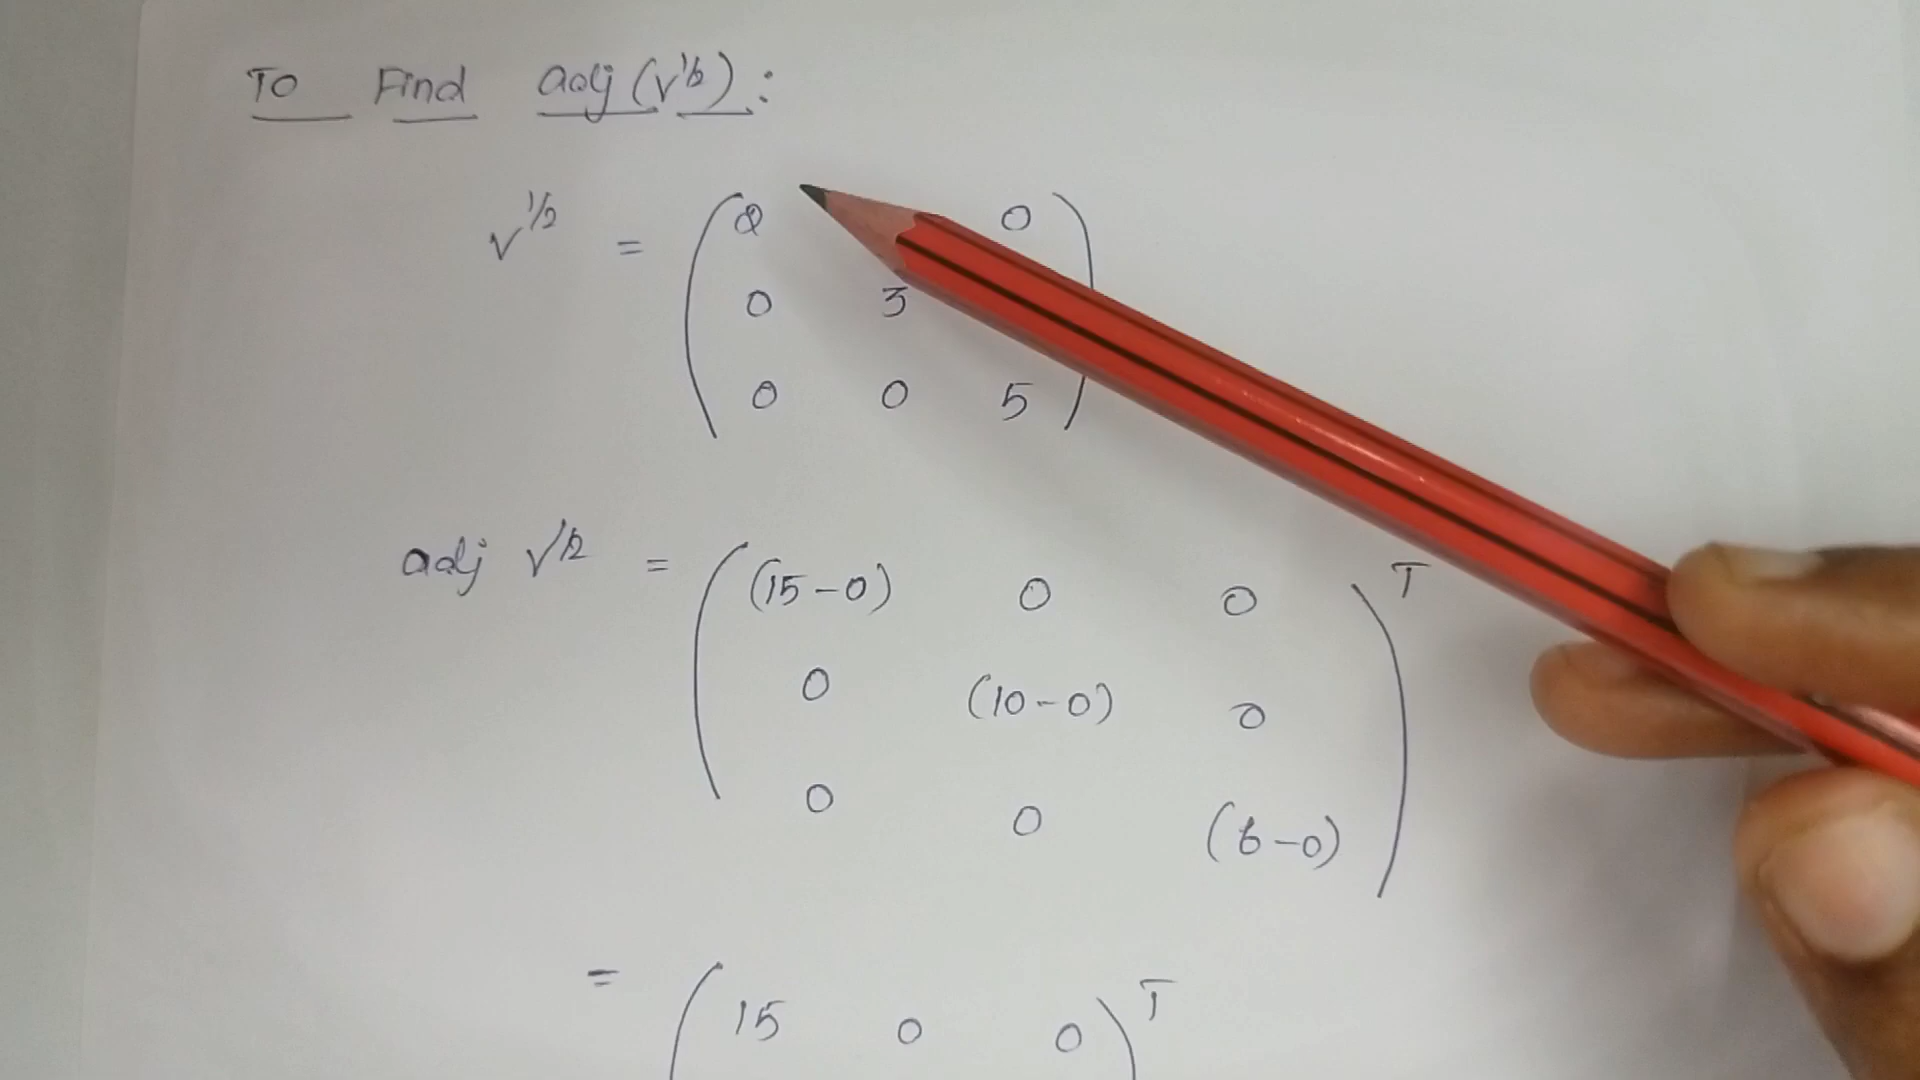 To Find adj (V^1/2) :
V^1/2 = ( 2 0
0 3
0 0 5 )
adj V^1/2 = ( (15-0) 0 0
0 (10-0) 0
0 0 (6-0) )^T
= ( 15 0 0 )^T